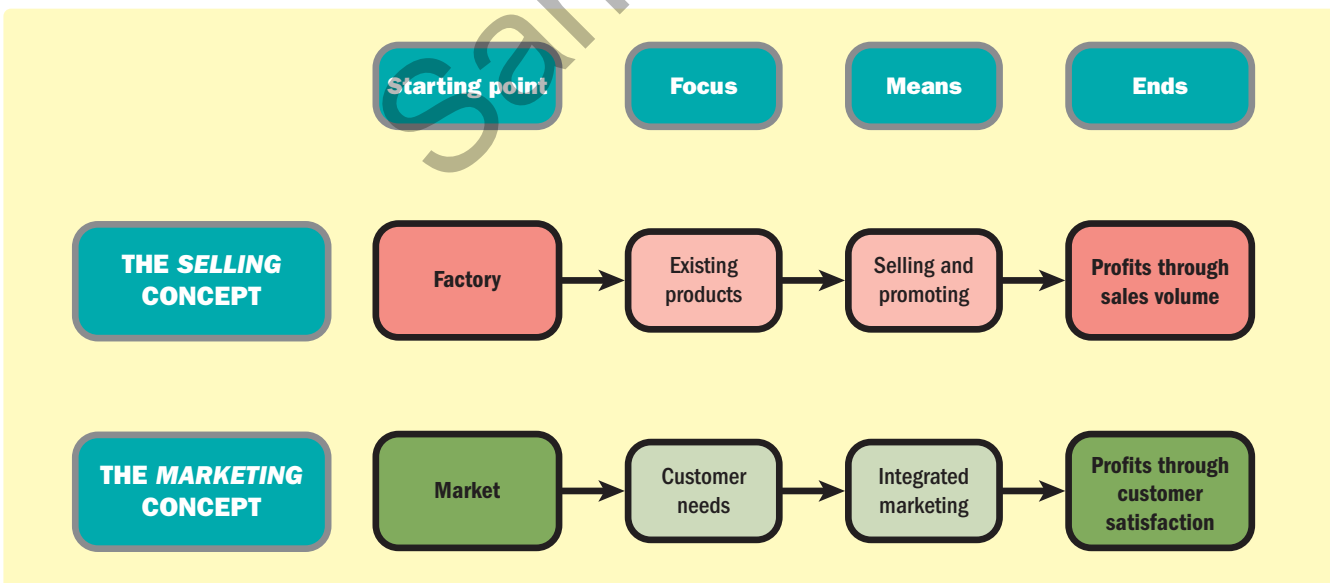 Sam
Starting point
Focus
Means
Ends
THE SELLING
CONCEPT
Factory
Existing
products
Selling and
promoting
Profits through
sales volume
THE MARKETING
CONCEPT
Market
Customer
needs
Integrated
marketing
Profits through
customer
satisfaction